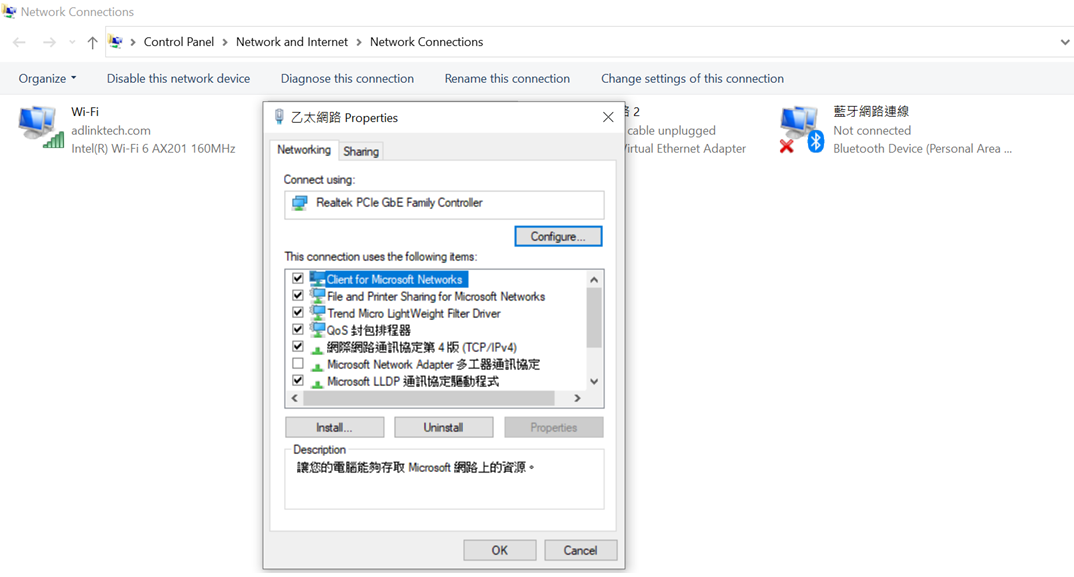 Network Connections
Control Panel > Network and Internet > Network Connections
Organize Disable this network device Diagnose this connection Rename this connection Change settings of this connection
Wi-Fi
adlinktech.com
Intel(R) Wi-Fi 6 AX201 160MHz
2
cable unplugged
Virtual Ethernet Adapter
藍牙網路連線
Not connected
Bluetooth Device (Personal Area ...
乙太網路 Properties
Networking Sharing
Connect using:
Realtek PCIe GbE Family Controller
Configure...
This connection uses the following items:
Client for Microsoft Networks
File and Printer Sharing for Microsoft Networks
Trend Micro LightWeight Filter Driver
QoS 封包排程器
網際網路通訊協定第 4 版 (TCP/IPv4)
Microsoft Network Adapter 多工器通訊協定
Microsoft LLDP 通訊協定驅動程式
Install... Uninstall Properties
Description
讓您的電腦能夠存取 Microsoft 網路上的資源。
OK Cancel